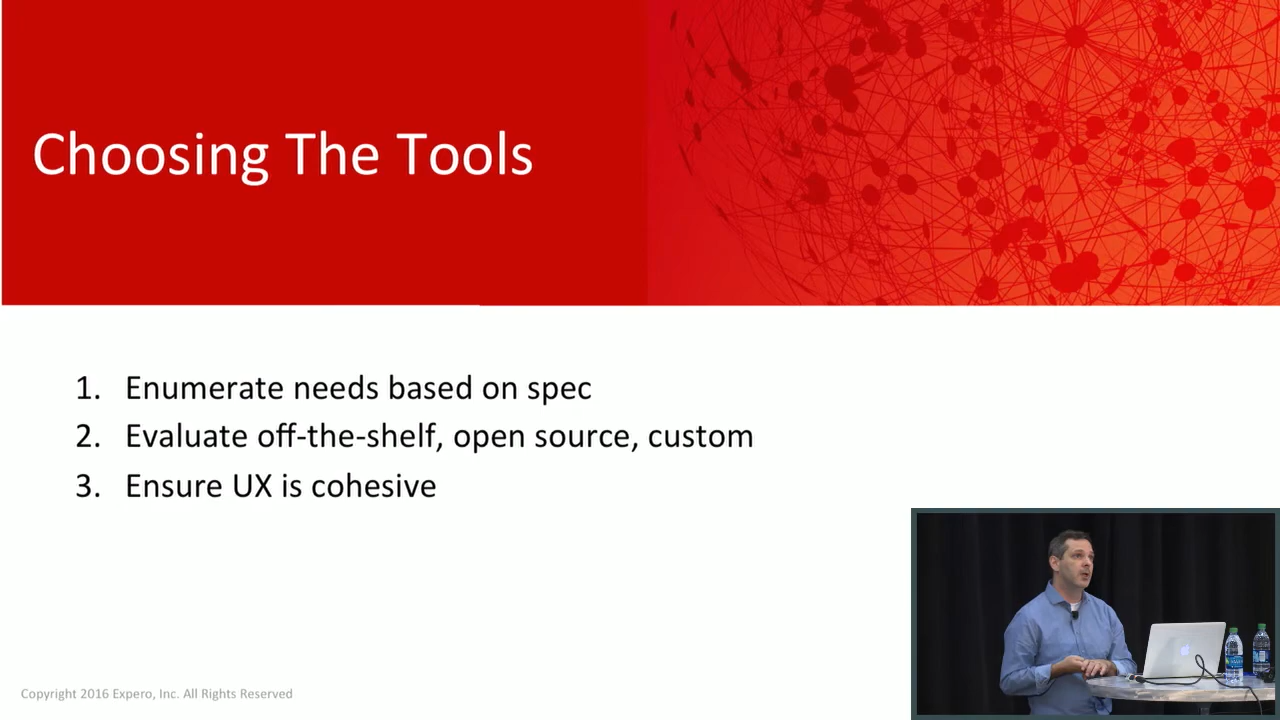 Choosing The Tools
1. Enumerate needs based on spec
2. Evaluate off-the-shelf, open source, custom
3. Ensure UX is cohesive
Copyright 2016 Expero, Inc. All Rights Reserved